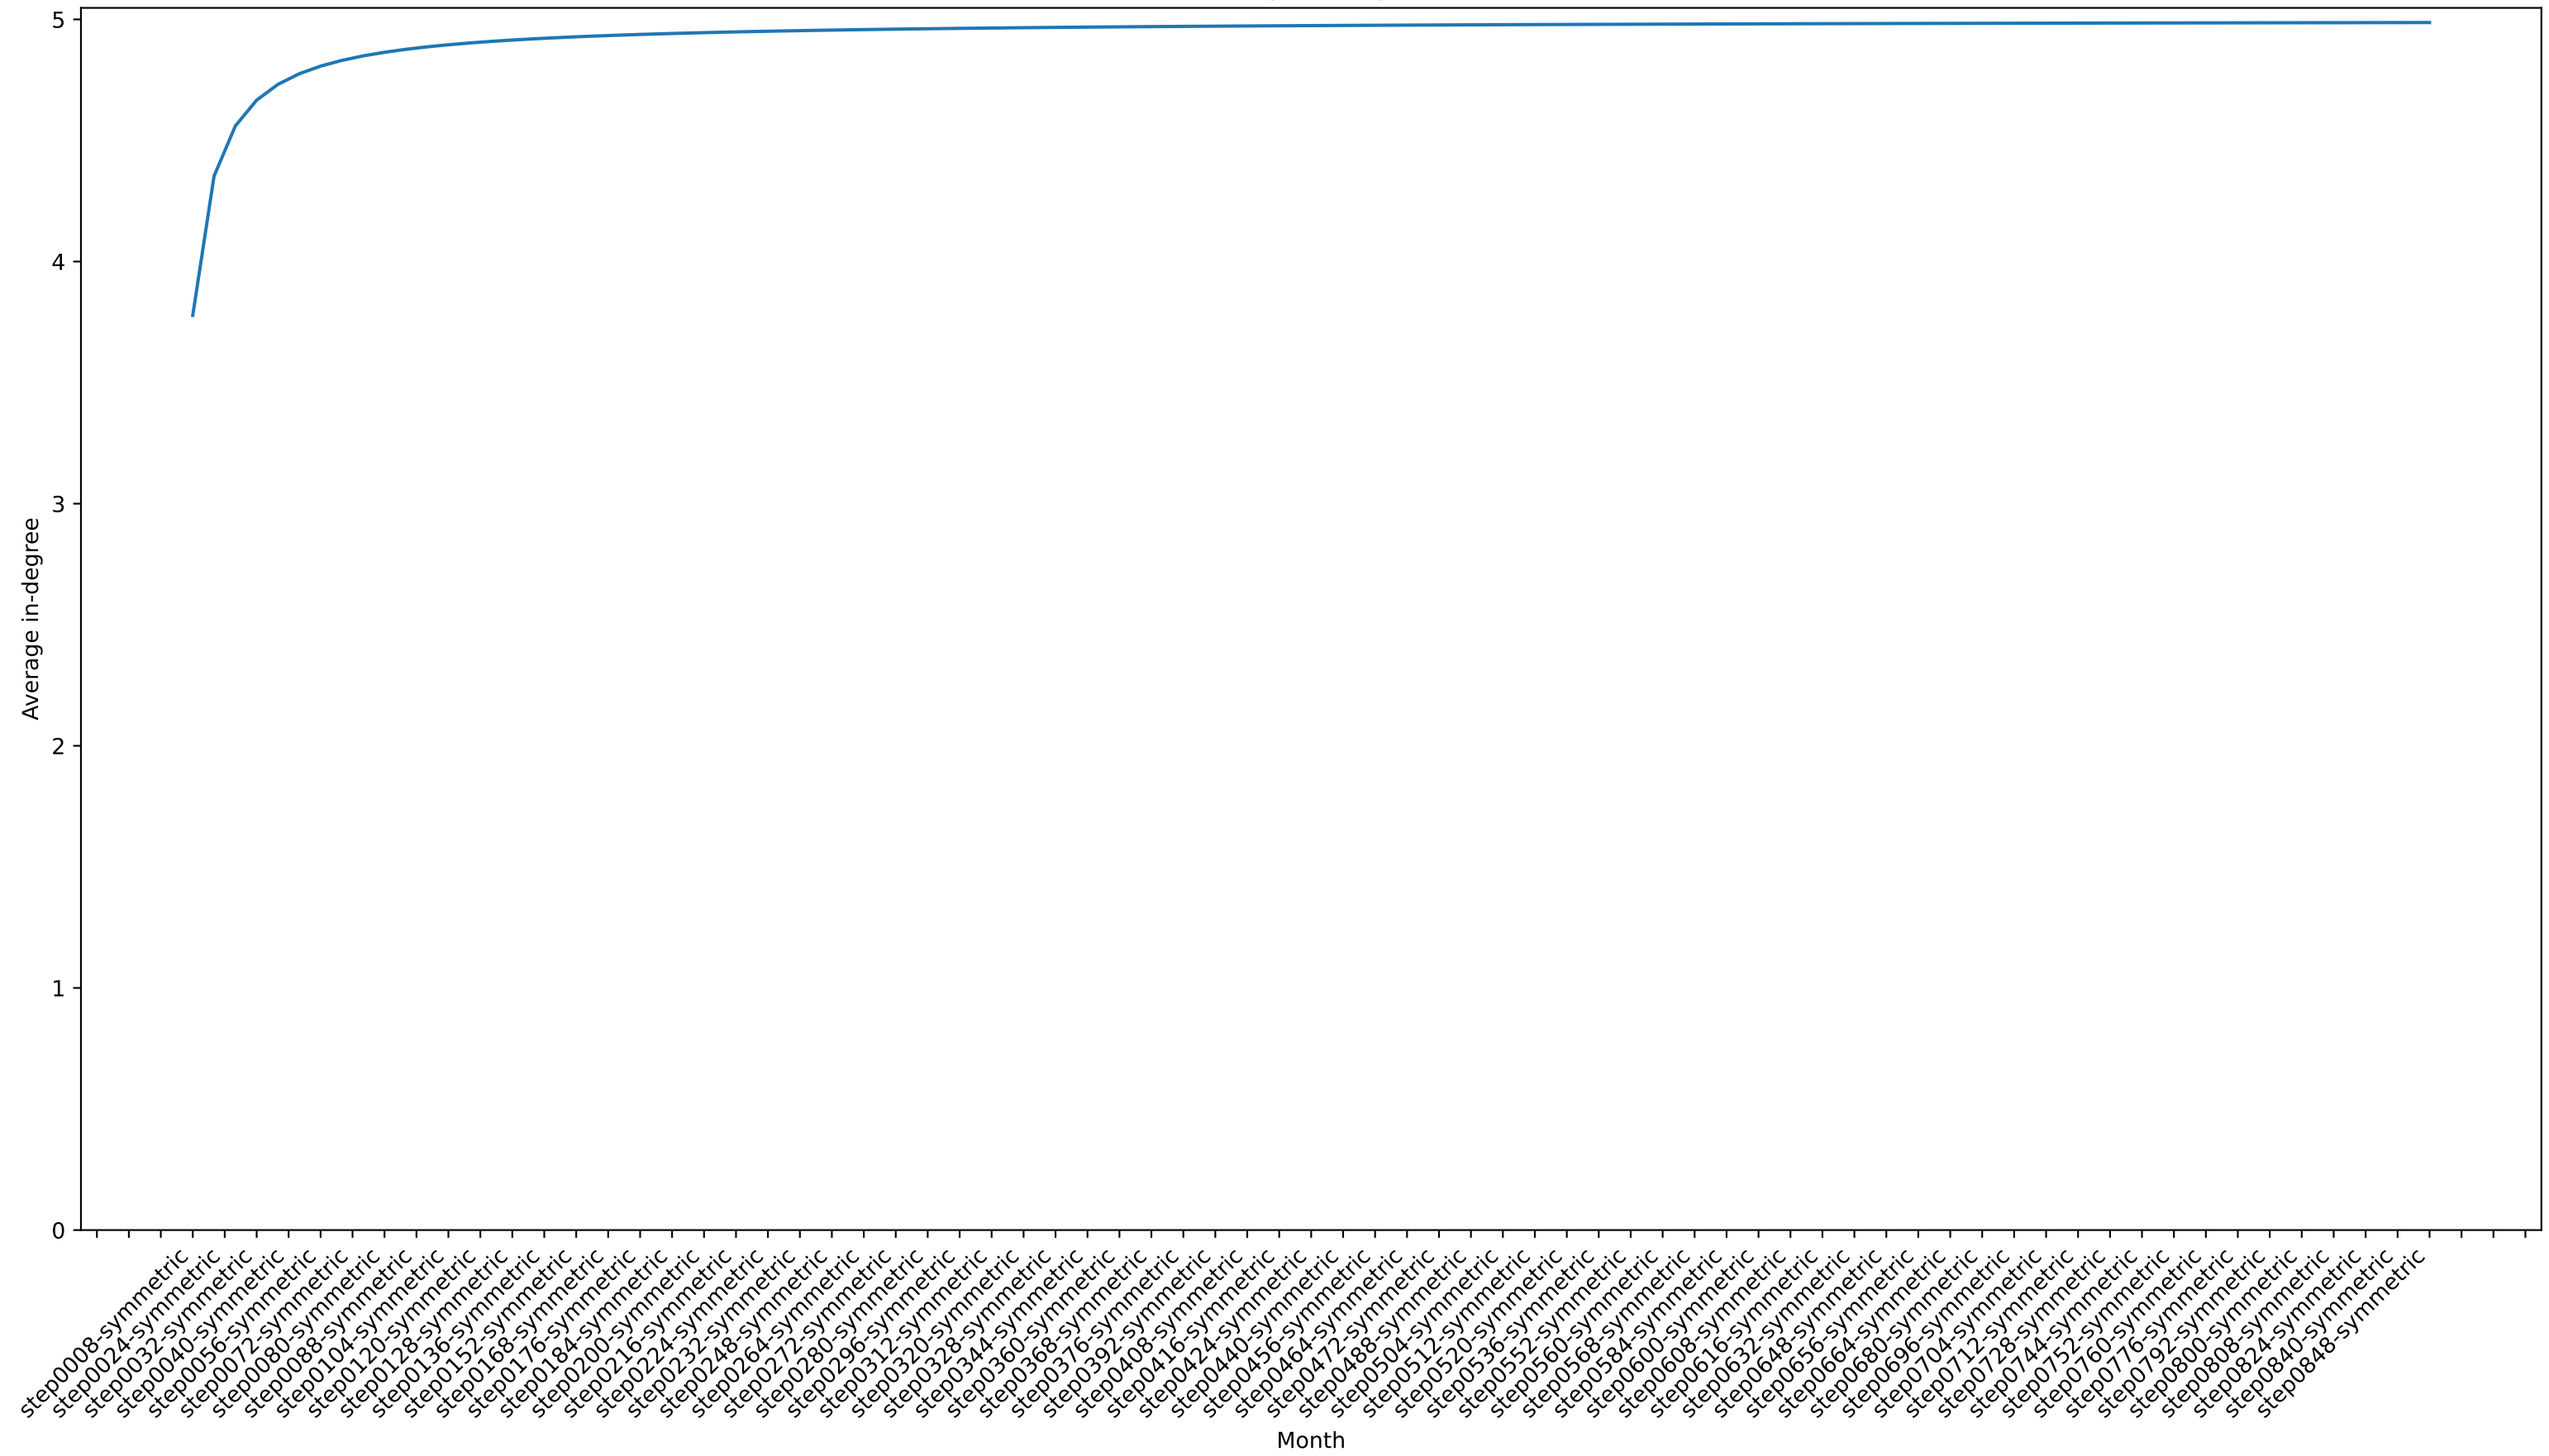 5
4
3
2
1
0
Average in-degree
step0008-symmetric
step0024-symmetric
step0032-symmetric
step0040-symmetric
step0056-symmetric
step0072-symmetric
step0080-symmetric
step0088-symmetric
step0104-symmetric
step0120-symmetric
step0128-symmetric
step0136-symmetric
step0152-symmetric
step0168-symmetric
step0176-symmetric
step0184-symmetric
step0200-symmetric
step0216-symmetric
step0224-symmetric
step0232-symmetric
step0248-symmetric
step0264-symmetric
step0272-symmetric
step0280-symmetric
step0296-symmetric
step0312-symmetric
step0320-symmetric
step0328-symmetric
step0344-symmetric
step0360-symmetric
step0368-symmetric
step0376-symmetric
step0392-symmetric
step0408-symmetric
step0416-symmetric
step0424-symmetric
step0440-symmetric
step0456-symmetric
step0464-symmetric
step0472-symmetric
step0488-symmetric
step0504-symmetric
step0512-symmetric
step0520-symmetric
step0536-symmetric
step0552-symmetric
step0560-symmetric
step0568-symmetric
step0584-symmetric
step0600-symmetric
step0608-symmetric
step0616-symmetric
step0632-symmetric
step0648-symmetric
step0656-symmetric
step0664-symmetric
step0680-symmetric
step0696-symmetric
step0704-symmetric
step0712-symmetric
step0728-symmetric
step0744-symmetric
step0752-symmetric
step0760-symmetric
step0776-symmetric
step0792-symmetric
step0800-symmetric
step0808-symmetric
step0824-symmetric
step0840-symmetric
step0848-symmetric
Month